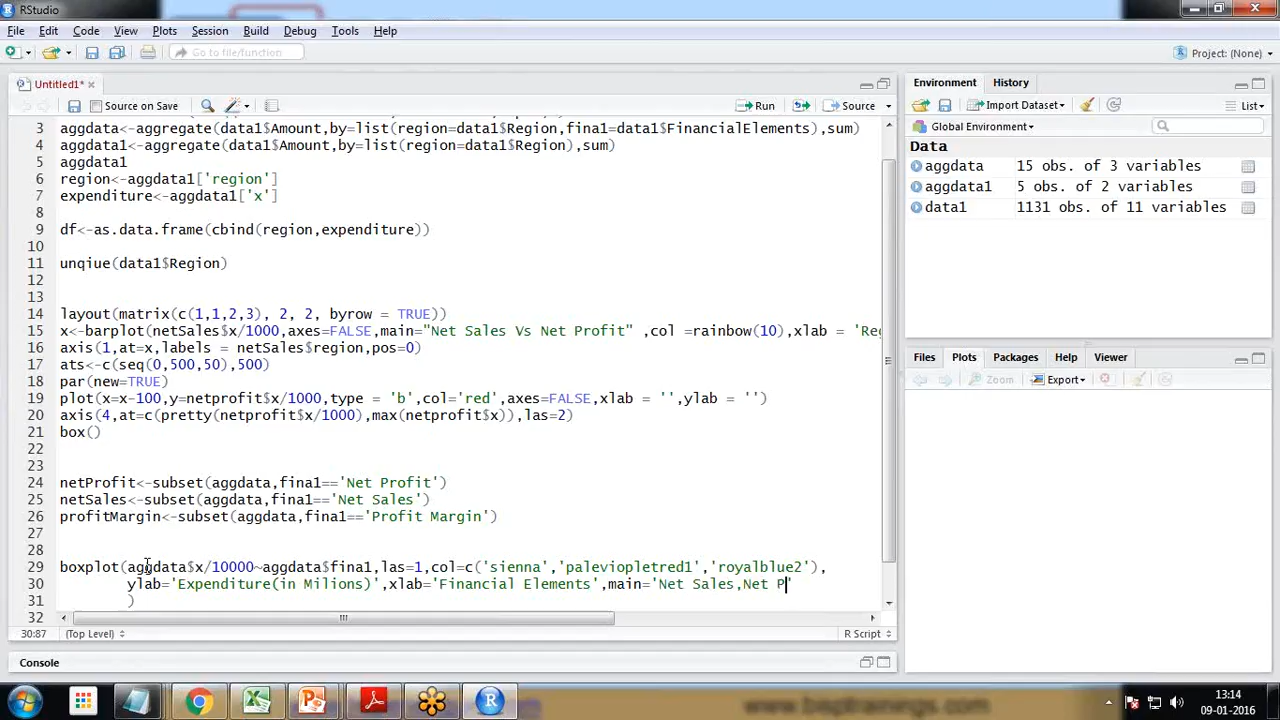 RStudio
File Edit Code View Plots Session Build Debug Tools Help
Go to file/function Project: (None)
Untitled1*
Source on Save Run Source
3 aggdata<-aggregate(data1$Amount,by=list(region=data1$Region,fina1=data1$FinancialElements),sum)
4 aggdata1<-aggregate(data1$Amount,by=list(region=data1$Region),sum)
5 aggdata1
6 region<-aggdata1['region']
7 expenditure<-aggdata1['x']
8
9 df<-as.data.frame(cbind(region,expenditure))
10
11 unqiue(data1$Region)
12
13
14 layout(matrix(c(1,1,2,3), 2, 2, byrow = TRUE))
15 x<-barplot(netSales$x/1000,axes=FALSE,main="Net Sales Vs Net Profit" ,col =rainbow(10),xlab = 'Reg
16 axis(1,at=x,labels = netSales$region,pos=0)
17 ats<-c(seq(0,500,50),500)
18 par(new=TRUE)
19 plot(x=x-100,y=netprofit$x/1000,type = 'b',col='red',axes=FALSE,xlab = '',ylab = '')
20 axis(4,at=c(pretty(netprofit$x/1000),max(netprofit$x)),las=2)
21 box()
22
23
24 netProfit<-subset(aggdata,fina1=='Net Profit')
25 netSales<-subset(aggdata,fina1=='Net Sales')
26 profitMargin<-subset(aggdata,fina1=='Profit Margin')
27
28
29 boxplot(aggdata$x/10000~aggdata$fina1,las=1,col=c('sienna','paleviopletred1','royalblue2'),
30 ylab='Expenditure(in Milions)',xlab='Financial Elements',main='Net Sales,Net P'
31 )
32
30:87 (Top Level) R Script
Console
Environment History
Import Dataset List
Global Environment
Data
aggdata 15 obs. of 3 variables
aggdata1 5 obs. of 2 variables
data1 1131 obs. of 11 variables
Files Plots Packages Help Viewer
Zoom Export
www.bisptrainings.com
13:14
09-01-2016